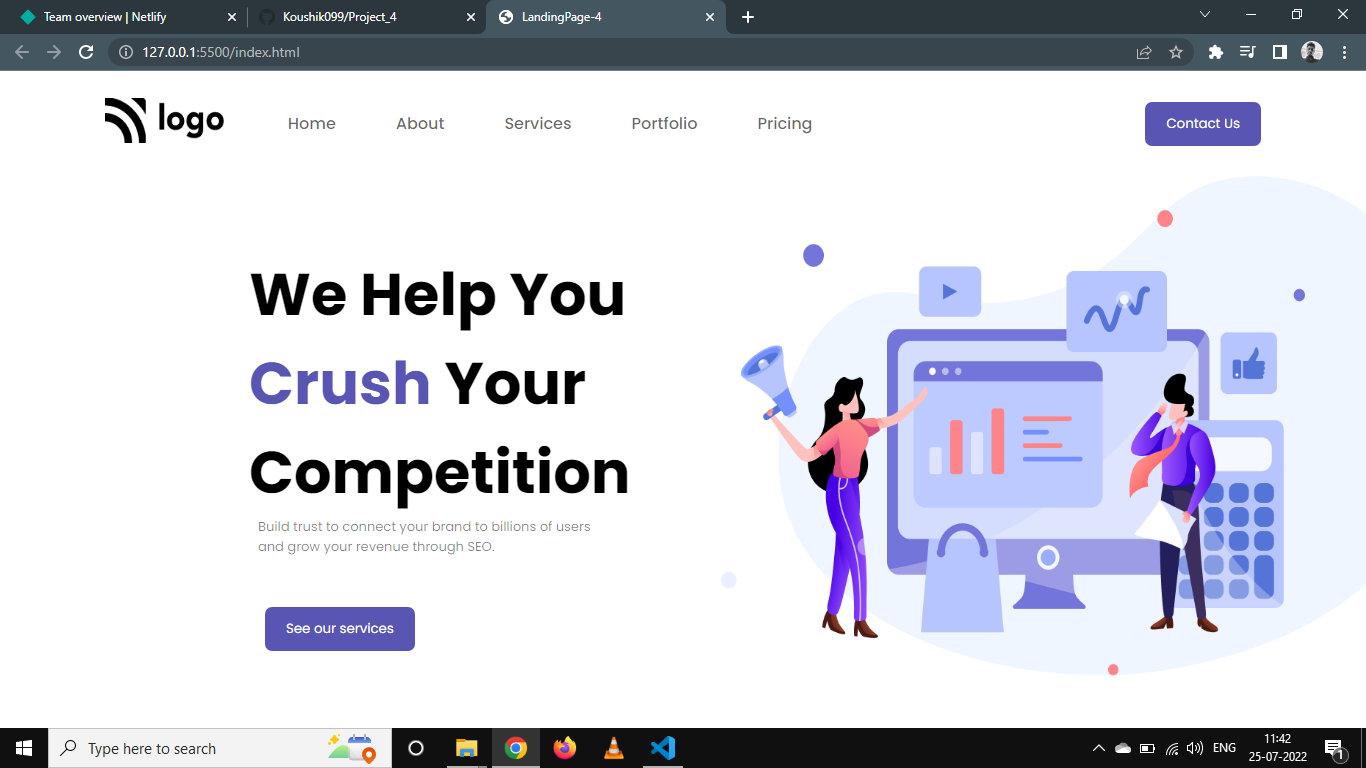 Team overview | Netlify
Koushik099/Project_4
LandingPage-4
127.0.0.1:5500/index.html
logo
Home
About
Services
Portfolio
Pricing
Contact Us
We Help You
Crush Your
Competition
Build trust to connect your brand to billions of users
and grow your revenue through SEO.
See our services
Type here to search
ENG
11:42
25-07-2022
1